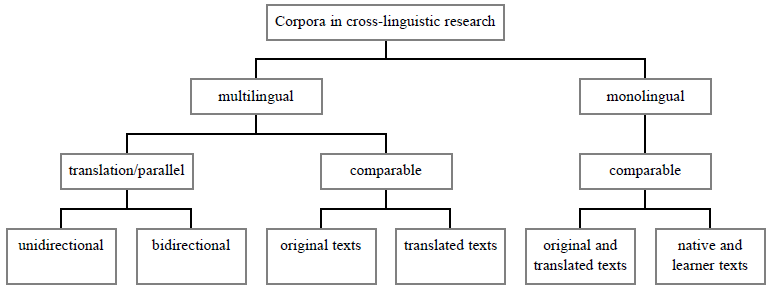 Corpora in cross-linguistic research
multilingual
monolingual
translation/parallel
comparable
comparable
unidirectional
bidirectional
original texts
translated texts
original and
translated texts
native and
learner texts